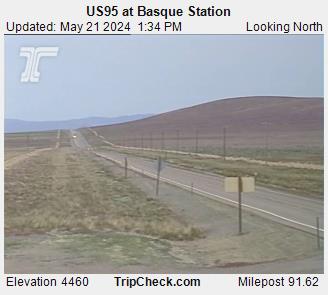 US95 at Basque Station
Updated: May 21 2024 1:34 PM Looking North
Elevation 4460 TripCheck.com Milepost 91.62